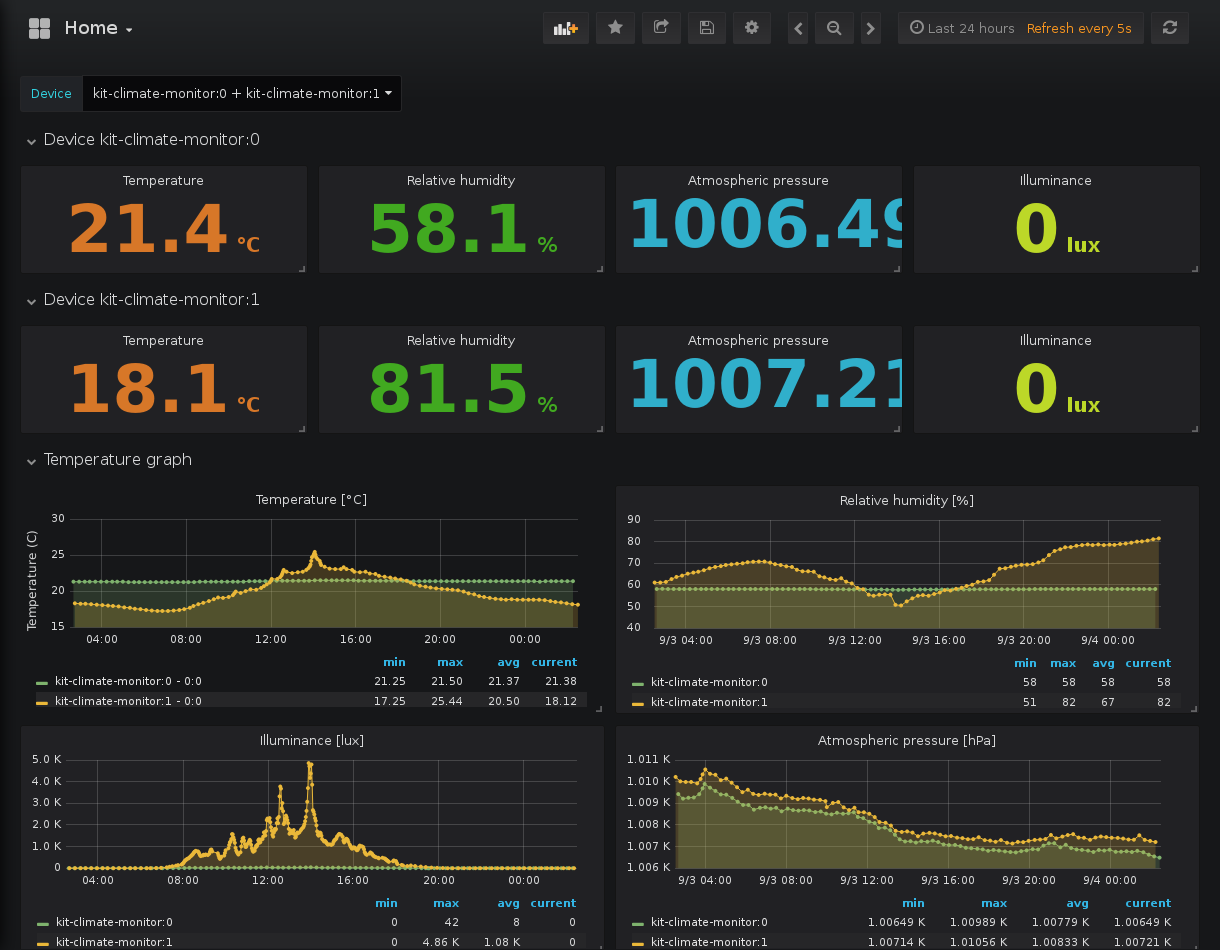 Home
Last 24 hours Refresh every 5s
Device kit-climate-monitor:0 + kit-climate-monitor:1
Device kit-climate-monitor:0
Temperature Relative humidity Atmospheric pressure Illuminance
21.4 °C 58.1 % 1006.49 0 lux
Device kit-climate-monitor:1
Temperature Relative humidity Atmospheric pressure Illuminance
18.1 °C 81.5 % 1007.21 0 lux
Temperature graph
Temperature [°C]
Temperature (C)
30
25
20
15
04:00 08:00 12:00 16:00 20:00 00:00
min max avg current
kit-climate-monitor:0 - 0:0 21.25 21.50 21.37 21.38
kit-climate-monitor:1 - 0:0 17.25 25.44 20.50 18.12
Relative humidity [%]
90
80
70
60
50
40
9/3 04:00 9/3 08:00 9/3 12:00 9/3 16:00 9/3 20:00 9/4 00:00
min max avg current
kit-climate-monitor:0 58 58 58 58
kit-climate-monitor:1 51 82 67 82
Illuminance [lux]
5.0 K
4.0 K
3.0 K
2.0 K
1.0 K
0
04:00 08:00 12:00 16:00 20:00 00:00
min max avg current
kit-climate-monitor:0 0 42 8 0
kit-climate-monitor:1 0 4.86 K 1.08 K 0
Atmospheric pressure [hPa]
1.011 K
1.010 K
1.009 K
1.008 K
1.007 K
1.006 K
9/3 04:00 9/3 08:00 9/3 12:00 9/3 16:00 9/3 20:00 9/4 00:00
min max avg current
kit-climate-monitor:0 1.00649 K 1.00989 K 1.00779 K 1.00649 K
kit-climate-monitor:1 1.00714 K 1.01056 K 1.00833 K 1.00721 K